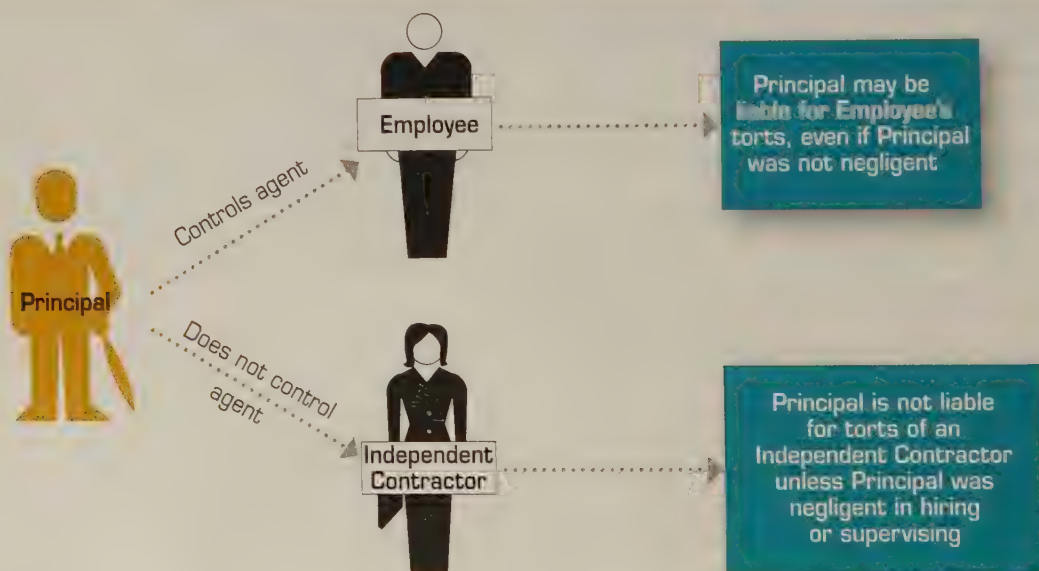 Principal
Controls agent
Does not control
agent
Employee
Independent
Contractor
Principal may be
liable for Employee's
torts, even if Principal
was not negligent
Principal is not liable
for torts of an
Independent Contractor
unless Principal was
negligent in hiring
or supervising